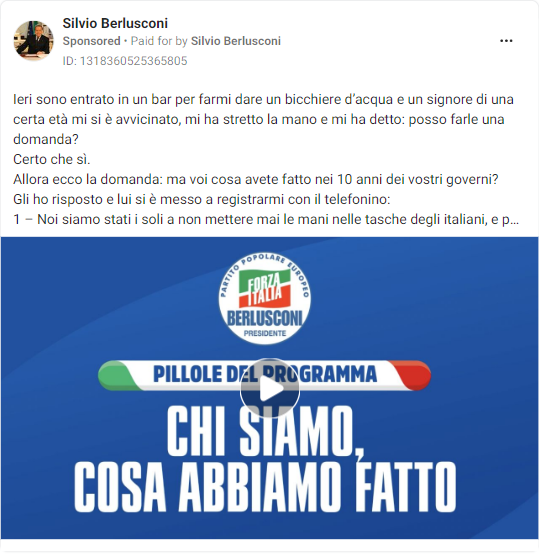 Silvio Berlusconi
Sponsored • Paid for by Silvio Berlusconi
ID: 1318360525365805
Ieri sono entrato in un bar per farmi dare un bicchiere d’acqua e un signore di una
certa età mi si è avvicinato, mi ha stretto la mano e mi ha detto: posso farle una
domanda?
Certo che sì.
Allora ecco la domanda: ma voi cosa avete fatto nei 10 anni dei vostri governi?
Gli ho risposto e lui si è messo a registrarmi con il telefonino:
1 – Noi siamo stati i soli a non mettere mai le mani nelle tasche degli italiani, e p...
PARTITO POPOLARE EUROPEO
FORZA
ITALIA
BERLUSCONI
PRESIDENTE
PILLOLE DEL PROGRAMMA
CHI SIAMO,
COSA ABBIAMO FATTO